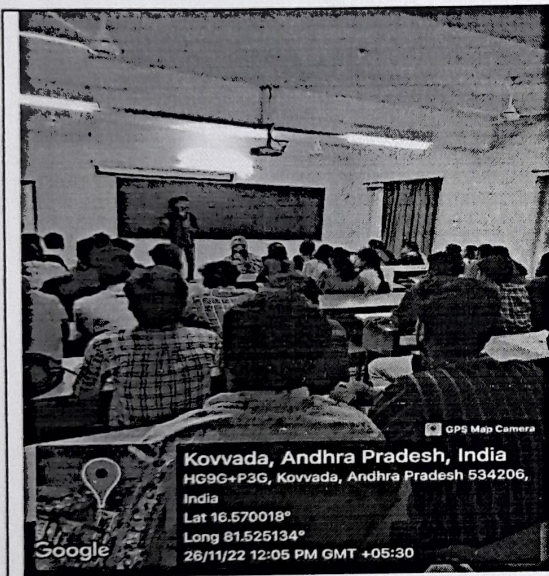 GPS Map Camera
Kovvada, Andhra Pradesh, India
HG9G+P3G, Kovvada, Andhra Pradesh 534206,
India
Lat 16.570018°
Long 81.525134°
26/11/22 12:05 PM GMT +05:30
Google